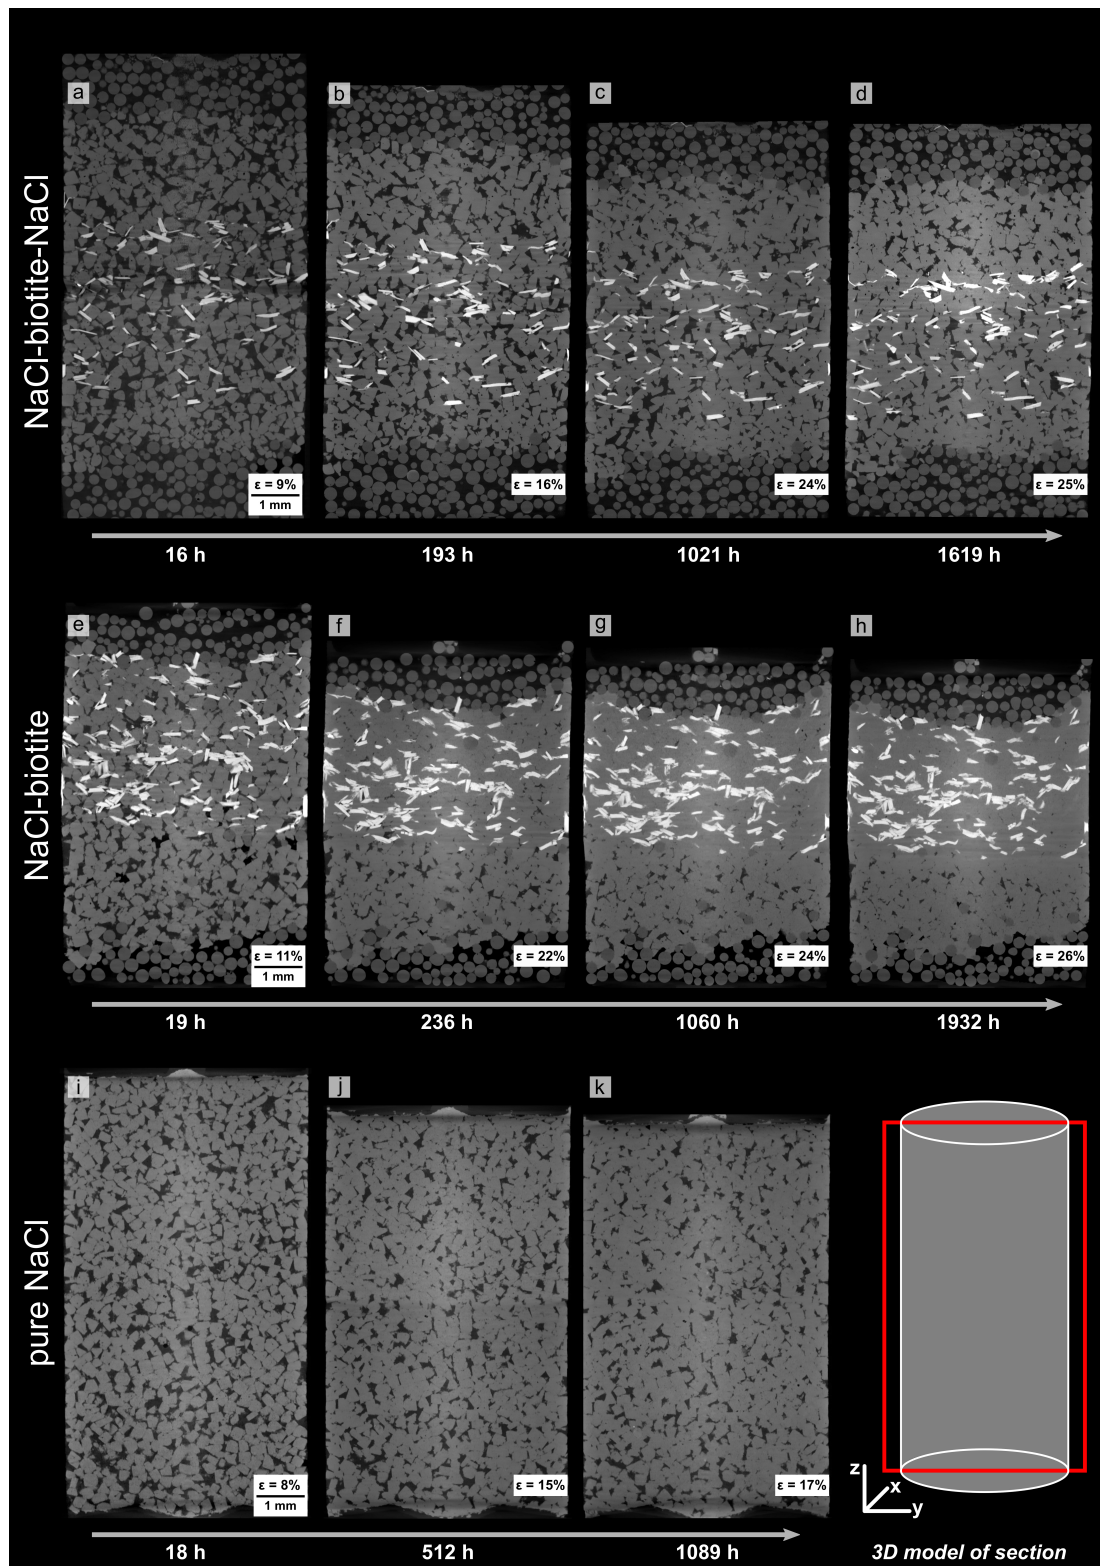 NaCl-biotite-NaCl
a
b
c
d
ε = 9%
1 mm
ε = 16%
ε = 24%
ε = 25%
16 h
193 h
1021 h
1619 h
NaCl-biotite
e
f
g
h
ε = 11%
1 mm
ε = 22%
ε = 24%
ε = 26%
19 h
236 h
1060 h
1932 h
pure NaCl
i
j
k
ε = 8%
1 mm
ε = 15%
ε = 17%
18 h
512 h
1089 h
z
x
y
3D model of section